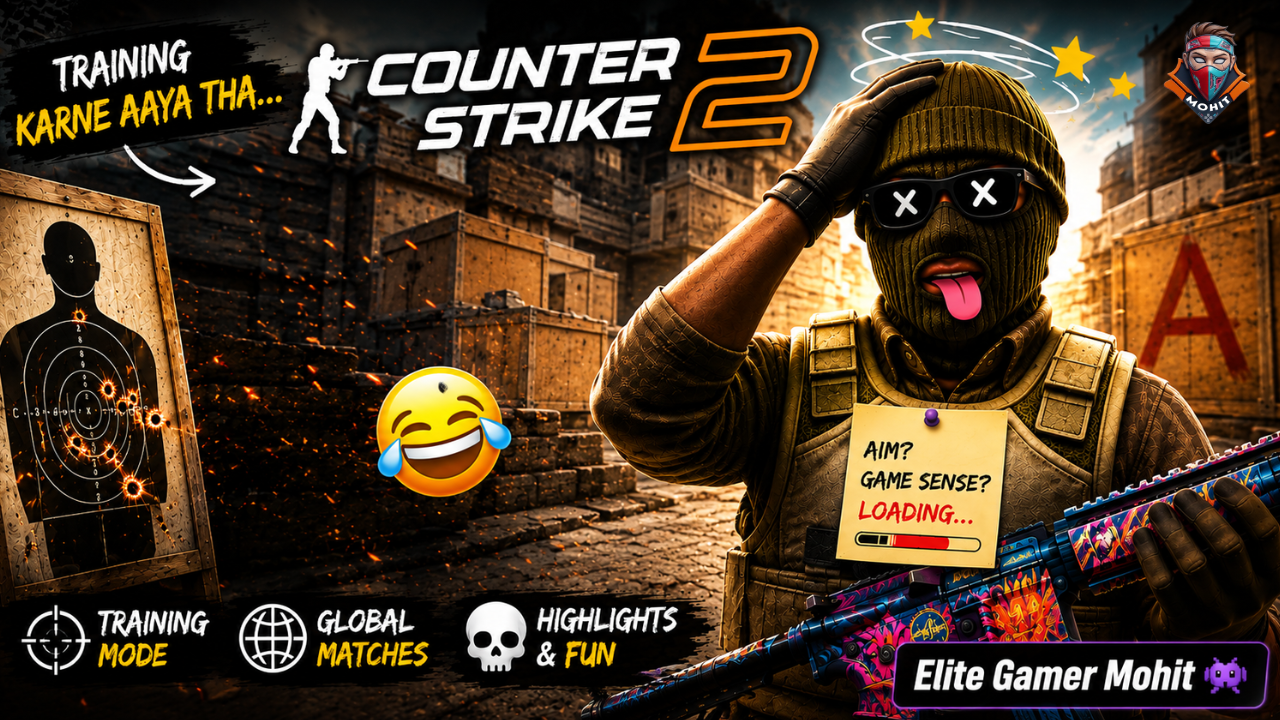 TRAINING
KARNE AAYA THA...
COUNTER
STRIKE 2
MOHIT
A
AIM?
GAME SENSE?
LOADING...
TRAINING
MODE
GLOBAL
MATCHES
HIGHLIGHTS
& FUN
Elite Gamer Mohit